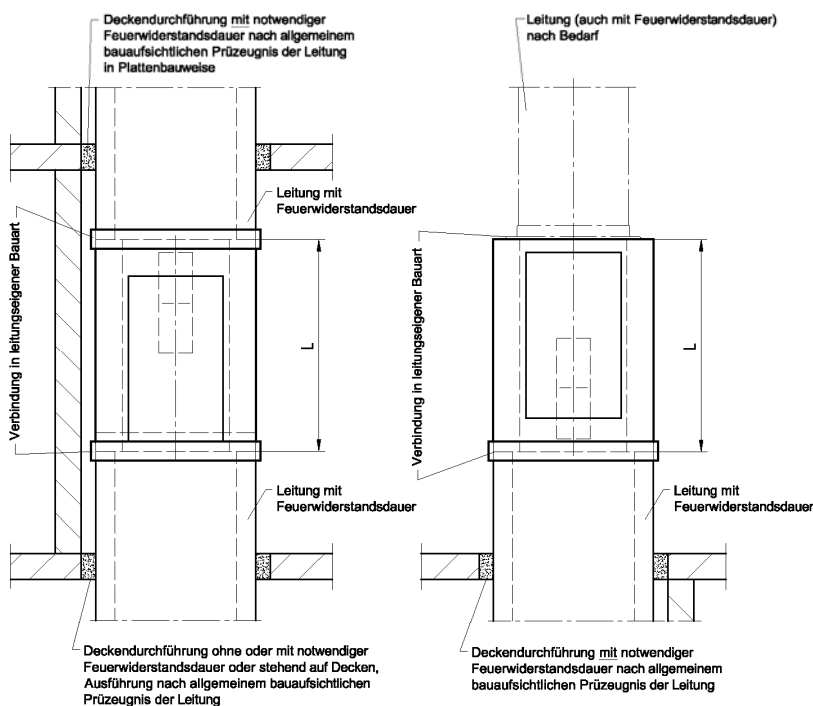 Deckendurchführung mit notwendiger
Feuerwiderstandsdauer nach allgemeinem
bauaufsichtlichen Prüzeugnis der Leitung
in Plattenbauweise
Leitung (auch mit Feuerwiderstandsdauer)
nach Bedarf
Leitung mit
Feuerwiderstandsdauer
Verbindung in leitungseigener Bauart
L
Verbindung in leitungseigener Bauart
L
Leitung mit
Feuerwiderstandsdauer
Leitung mit
Feuerwiderstandsdauer
Deckendurchführung ohne oder mit notwendiger
Feuerwiderstandsdauer oder stehend auf Decken,
Ausführung nach allgemeinem bauaufsichtlichen
Prüzeugnis der Leitung
Deckendurchführung mit notwendiger
Feuerwiderstandsdauer nach allgemeinem
bauaufsichtlichen Prüzeugnis der Leitung